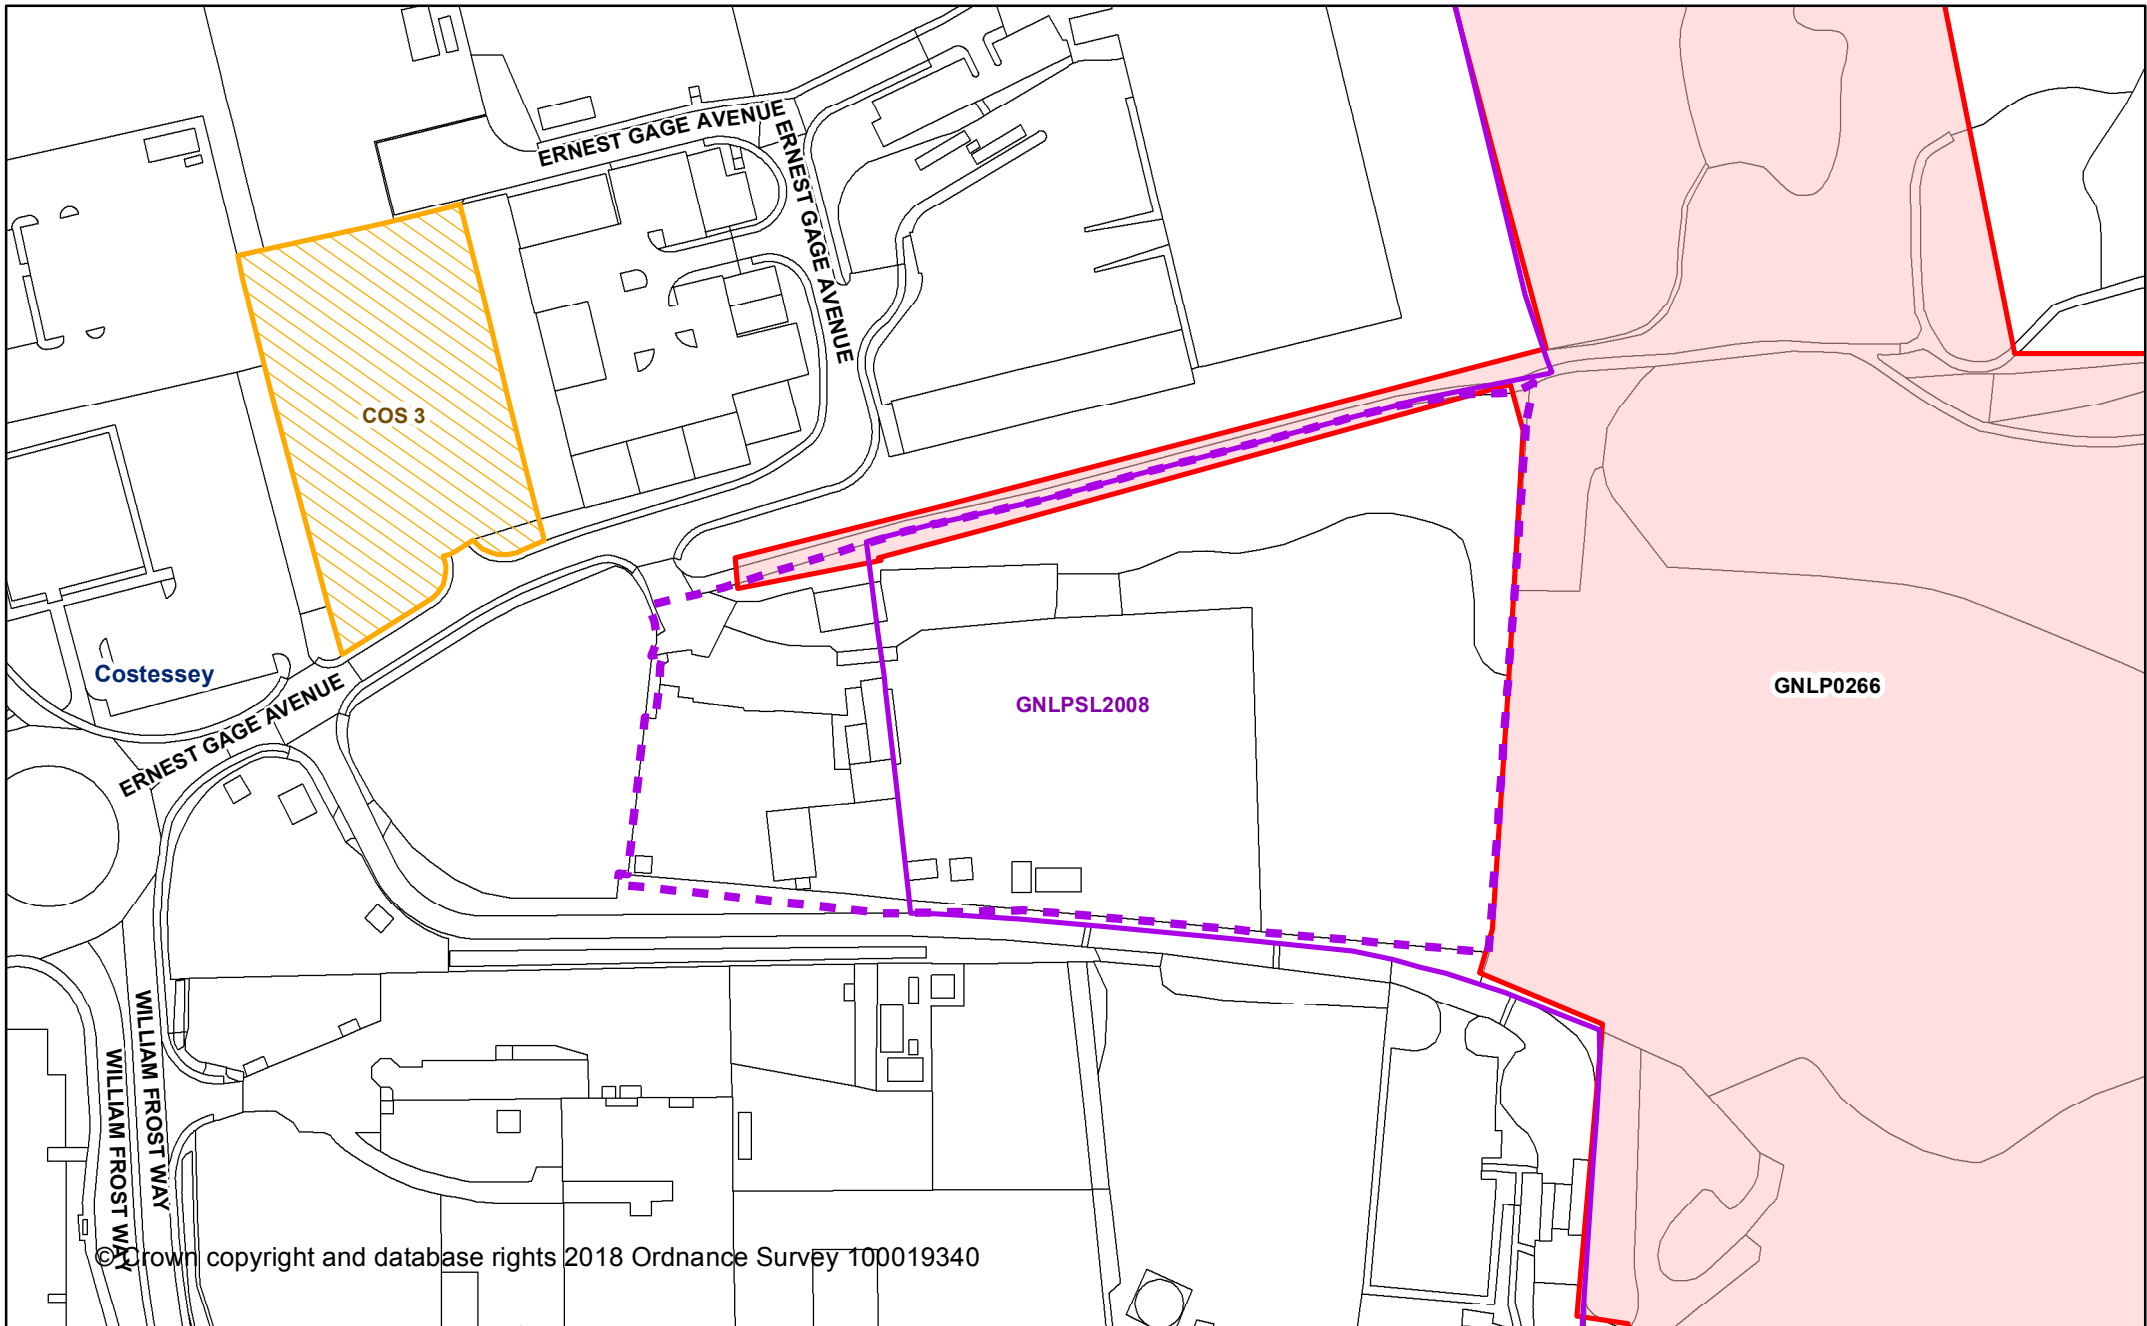 ERNEST GAGE AVENUE
ERNEST GAGE AVENUE
COS 3
Costessey
ERNEST GAGE AVENUE
GNLPSL2008
GNLP0266
WILLIAM FROST WAY
WILLIAM FROST WAY
© Crown copyright and database rights 2018 Ordnance Survey 100019340